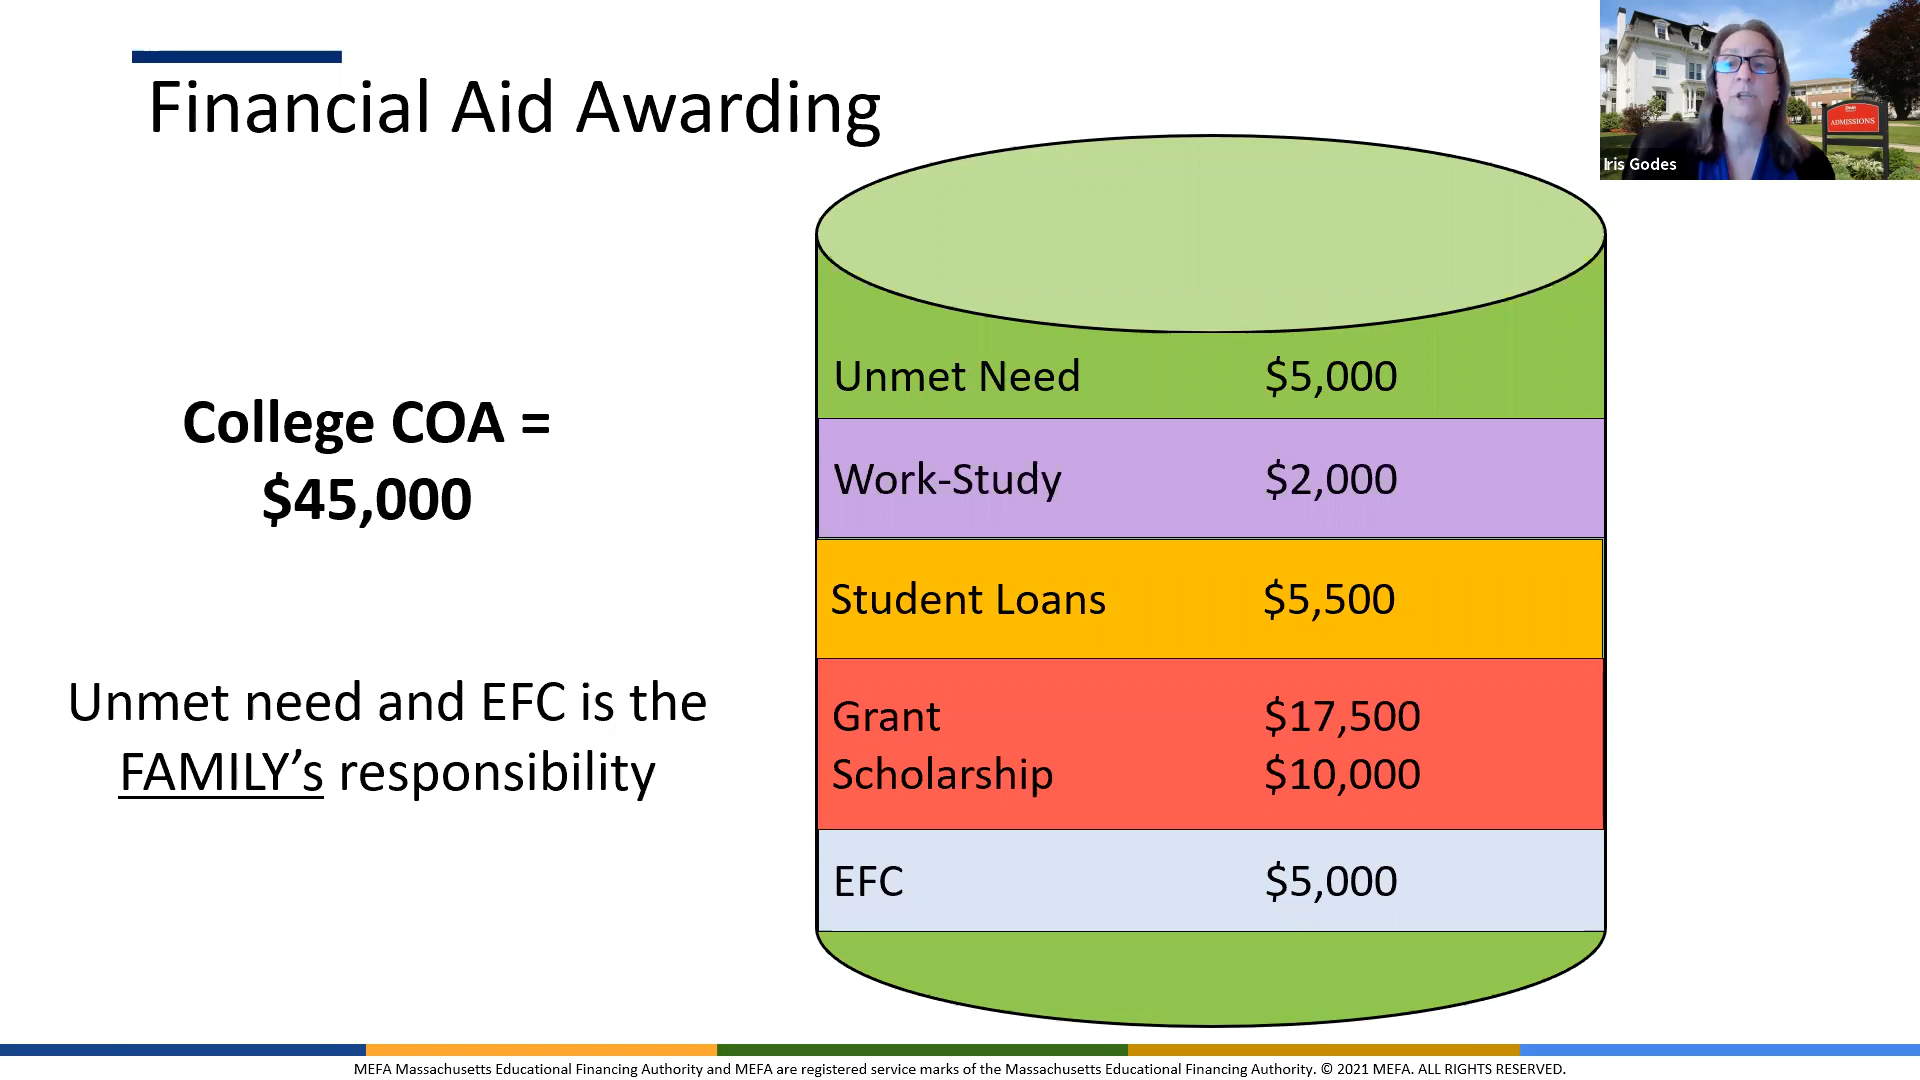 Financial Aid Awarding
ADMISSIONS
Iris Godes
College COA =
$45,000
Unmet need and EFC is the
FAMILY’s responsibility
Unmet Need $5,000
Work-Study $2,000
Student Loans $5,500
Grant $17,500
Scholarship $10,000
EFC $5,000
MEFA Massachusetts Educational Financing Authority and MEFA are registered service marks of the Massachusetts Educational Financing Authority. © 2021 MEFA. ALL RIGHTS RESERVED.